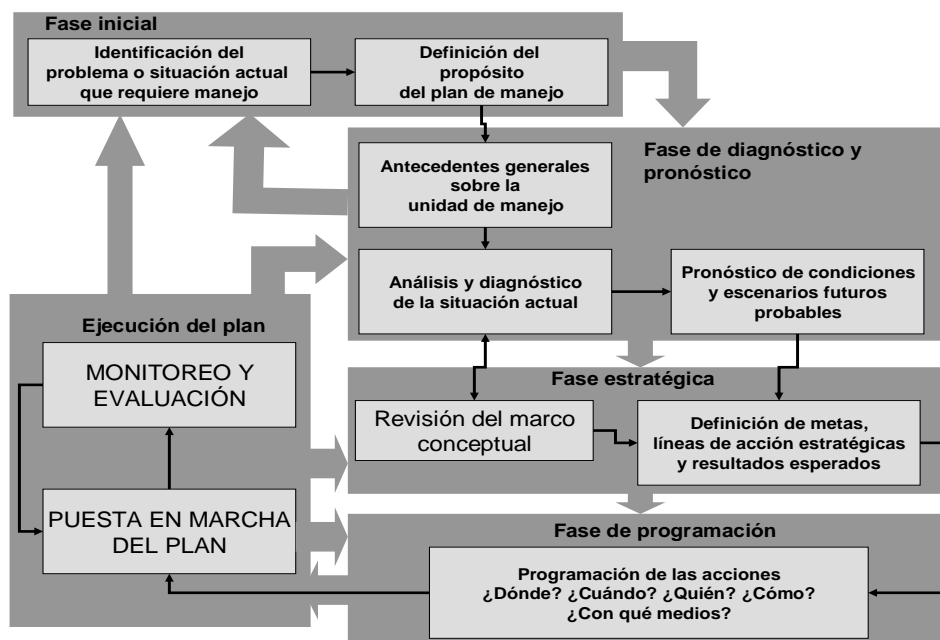 Fase inicial
Identificación del
problema o situación actual
que requiere manejo
Definición del
propósito
del plan de manejo
Fase de diagnóstico y
pronóstico
Antecedentes generales
sobre la
unidad de manejo
Análisis y diagnóstico
de la situación actual
Pronóstico de condiciones
y escenarios futuros
probables
Ejecución del plan
MONITOREO Y
EVALUACIÓN
PUESTA EN MARCHA
DEL PLAN
Fase estratégica
Revisión del marco
conceptual
Definición de metas,
líneas de acción estratégicas
y resultados esperados
Fase de programación
Programación de las acciones
¿Dónde? ¿Cuándo? ¿Quién? ¿Cómo?
¿Con qué medios?